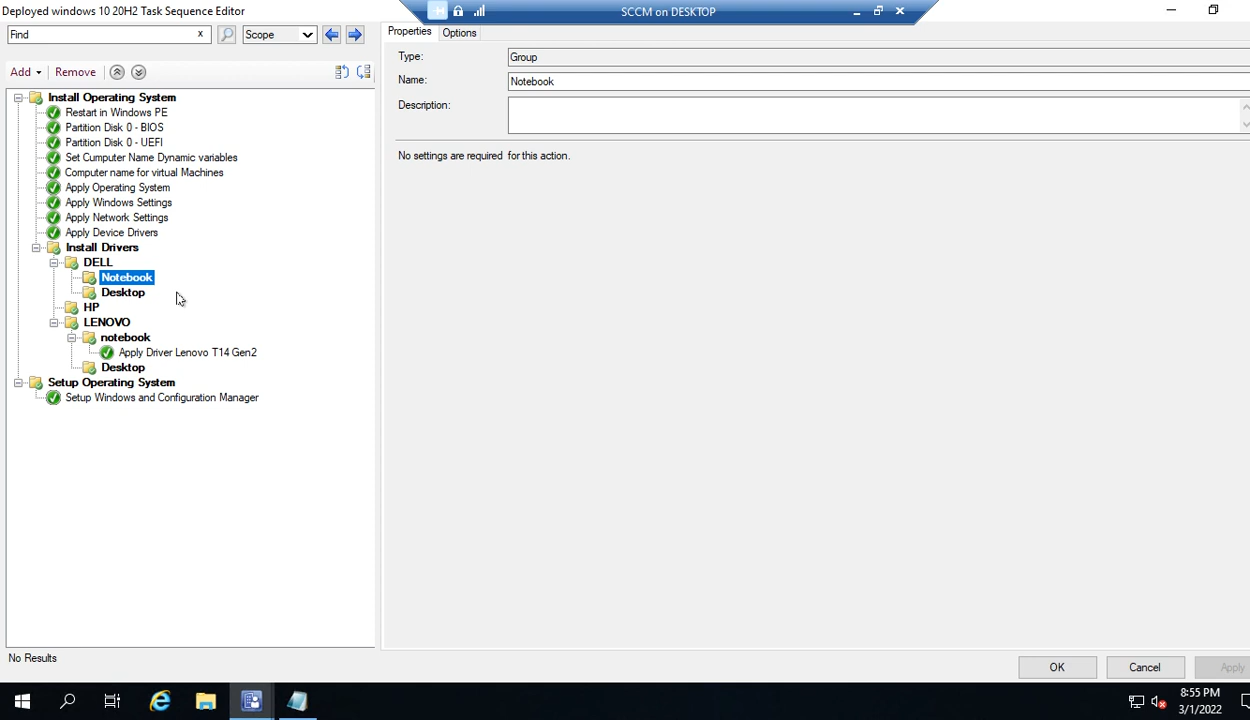 Deployed windows 10 20H2 Task Sequence Editor
SCCM on DESKTOP
Find x Scope
Add Remove
Install Operating System
Restart in Windows PE
Partition Disk 0 - BIOS
Partition Disk 0 - UEFI
Set Cumputer Name Dynamic variables
Computer name for virtual Machines
Apply Operating System
Apply Windows Settings
Apply Network Settings
Apply Device Drivers
Install Drivers
DELL
Notebook
Desktop
HP
LENOVO
notebook
Apply Driver Lenovo T14 Gen2
Desktop
Setup Operating System
Setup Windows and Configuration Manager
No Results
Properties Options
Type: Group
Name: Notebook
Description:
No settings are required for this action.
OK Cancel Apply
8:55 PM
3/1/2022